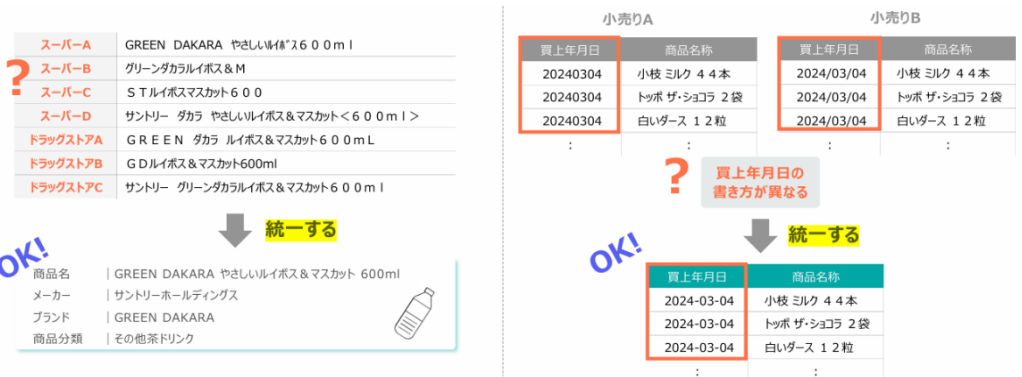 スーパーA GREEN DAKARA やさしいﾙｲﾎﾞｽ６００ｍｌ
スーパーB グリーンダカラルイボス＆M
スーパーC ＳＴルイボスマスカット６００
スーパーD サントリー ダカラ やさしいルイボス＆マスカット＜６００ｍｌ＞
ドラッグストアA ＧＲＥＥＮ ダカラ ルイボス＆マスカット６００ｍＬ
ドラッグストアB ＧＤルイボス＆マスカット600ml
ドラッグストアC サントリー グリーンダカラルイボス＆マスカット６００ｍｌ
?
統一する
OK!
商品名 | GREEN DAKARA やさしいルイボス＆マスカット 600ml
メーカー | サントリーホールディングス
ブランド | GREEN DAKARA
商品分類 | その他茶ドリンク
小売りA
買上年月日 商品名称
20240304 小枝 ミルク ４４本
20240304 トッポ ザ・ショコラ ２袋
20240304 白いダース １２粒
: :
小売りB
買上年月日 商品名称
2024/03/04 小枝 ミルク ４４本
2024/03/04 トッポ ザ・ショコラ ２袋
2024/03/04 白いダース １２粒
: :
?
買上年月日の
書き方が異なる
統一する
OK!
買上年月日 商品名称
2024-03-04 小枝 ミルク ４４本
2024-03-04 トッポ ザ・ショコラ ２袋
2024-03-04 白いダース １２粒
: :